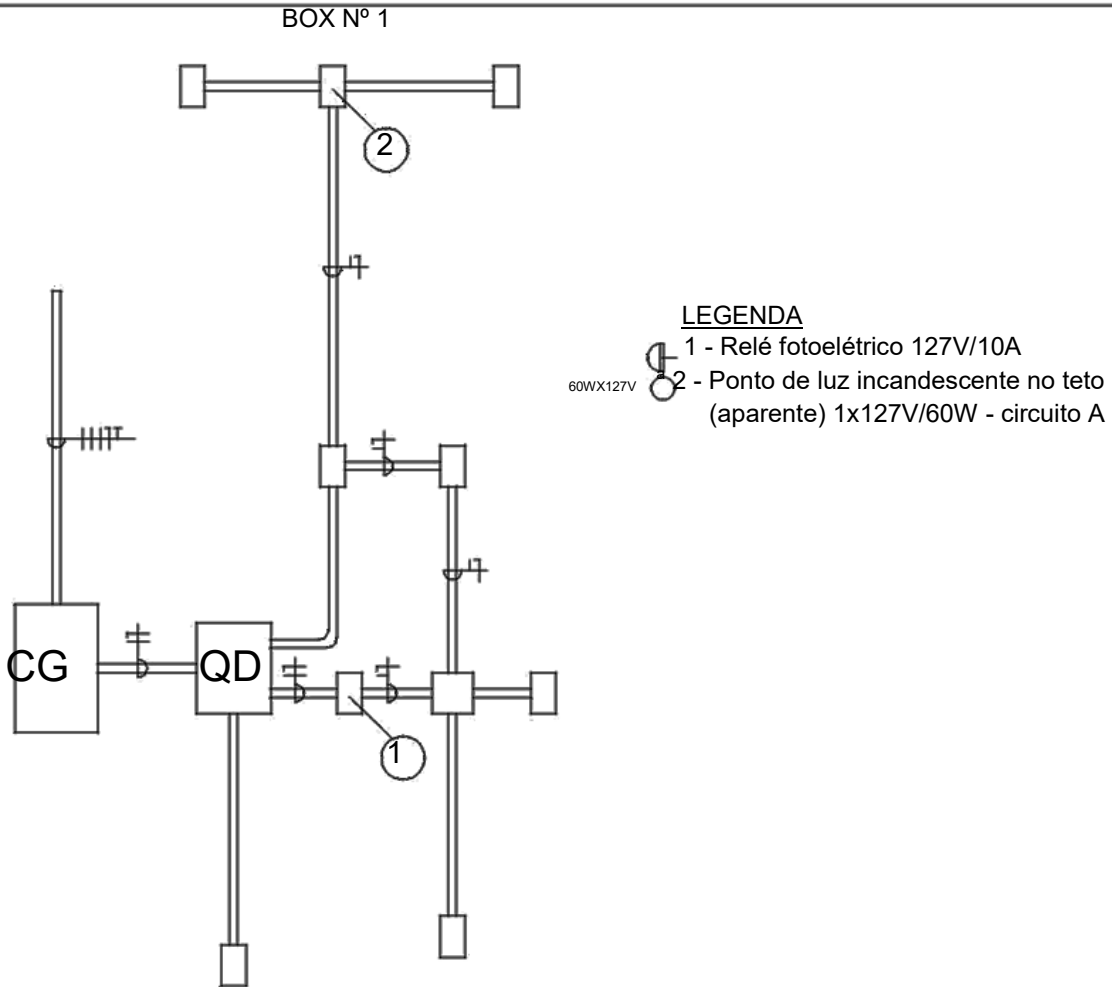 BOX Nº 1
2
LEGENDA
1 - Relé fotoelétrico 127V/10A
60WX127V 2 - Ponto de luz incandescente no teto
(aparente) 1x127V/60W - circuito A
CG
QD
1